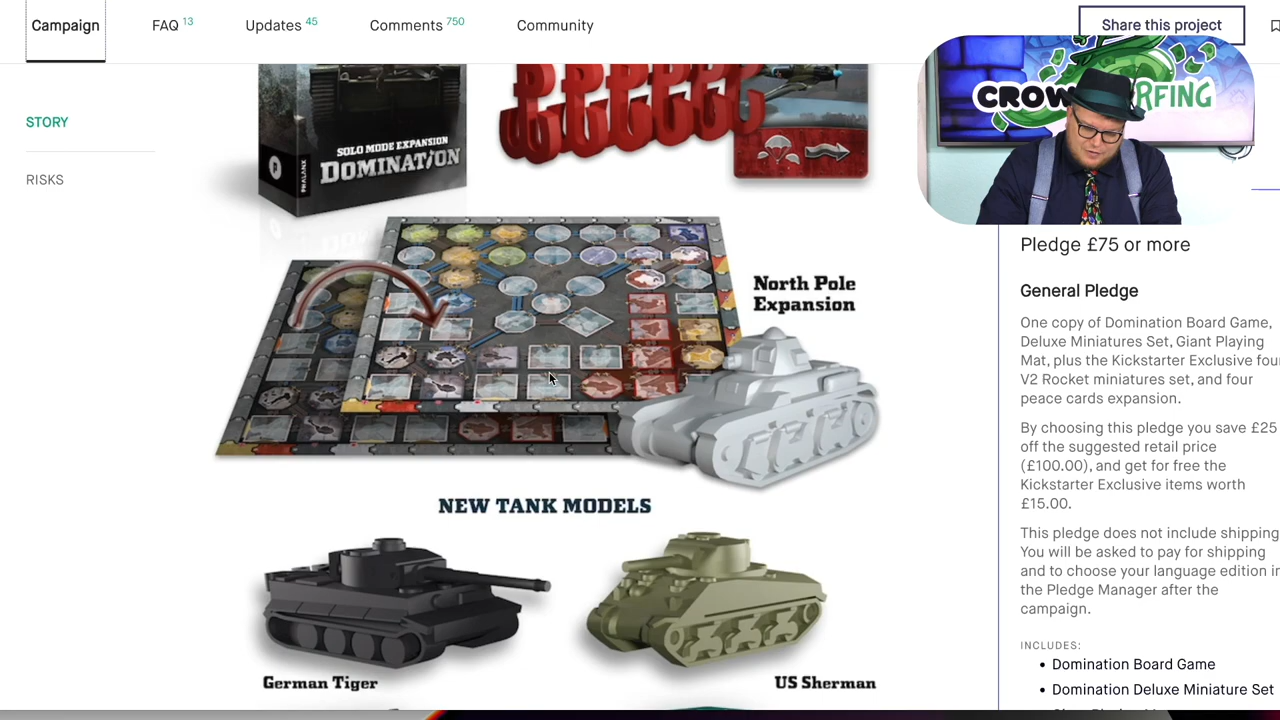 Campaign
FAQ 13
Updates 45
Comments 750
Community
Share this project
STORY
RISKS
SOLO MODE EXPANSION
DOMINATION
PHALANX
North Pole
Expansion
NEW TANK MODELS
German Tiger
US Sherman
Pledge £75 or more
General Pledge
One copy of Domination Board Game,
Deluxe Miniatures Set, Giant Playing
Mat, plus the Kickstarter Exclusive fou
V2 Rocket miniatures set, and four
peace cards expansion.
By choosing this pledge you save £25
off the suggested retail price
(£100.00), and get for free the
Kickstarter Exclusive items worth
£15.00.
This pledge does not include shipping
You will be asked to pay for shipping
and to choose your language edition in
the Pledge Manager after the
campaign.
INCLUDES:
• Domination Board Game
• Domination Deluxe Miniature Set